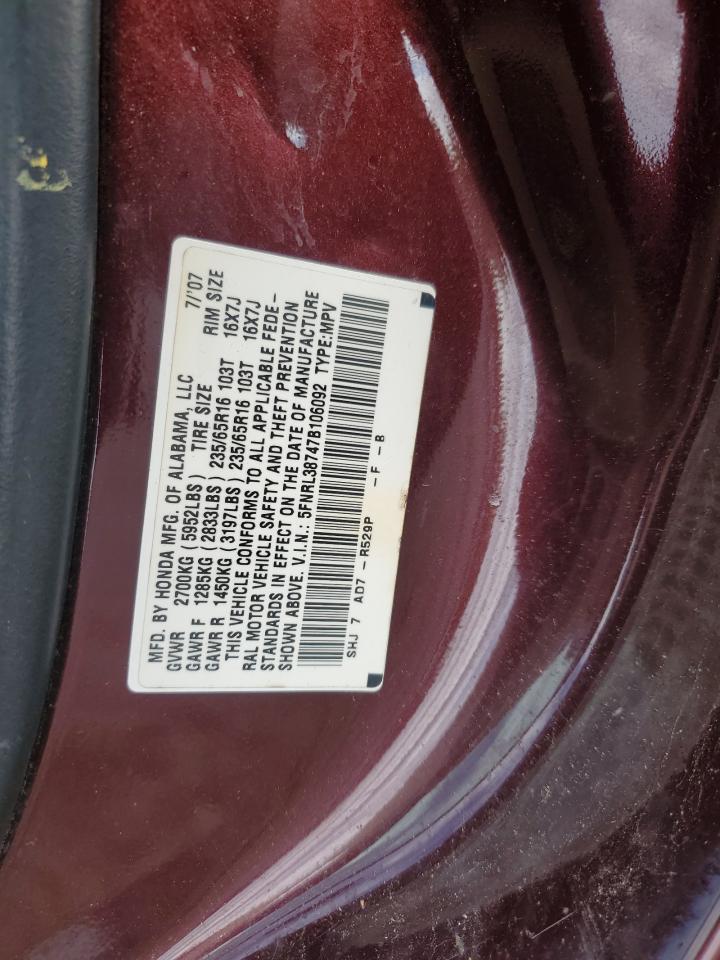 MFD. BY HONDA MFG. OF ALABAMA, LLC 7/'07
GVWR 2700KG (5952LBS) TIRE SIZE RIM SIZE
GAWR F 1285KG (2833LBS) 235/65R16 103T 16X7J
GAWR R 1450KG (3197LBS) 235/65R16 103T 16X7J
THIS VEHICLE CONFORMS TO ALL APPLICABLE FEDE-
RAL MOTOR VEHICLE SAFETY AND THEFT PREVENTION
STANDARDS IN EFFECT ON THE DATE OF MANUFACTURE
SHOWN ABOVE. V.I.N.: 5FNRL38747B106092 TYPE:MPV
SHJ 7 AD7 - R529P - F - B